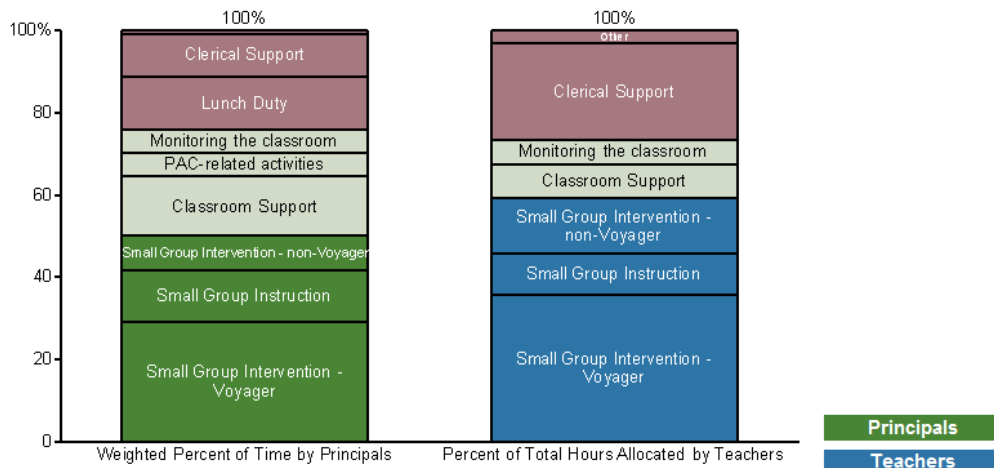 100%
100%
100%
80
60
40
20
0
Clerical Support
Lunch Duty
Monitoring the classroom
PAC-related activities
Classroom Support
Small Group Intervention - non-Voyager
Small Group Instruction
Small Group Intervention -
Voyager
Other
Clerical Support
Monitoring the classroom
Classroom Support
Small Group Intervention -
non-Voyager
Small Group Instruction
Small Group Intervention -
Voyager
Weighted Percent of Time by Principals
Percent of Total Hours Allocated by Teachers
Principals
Teachers